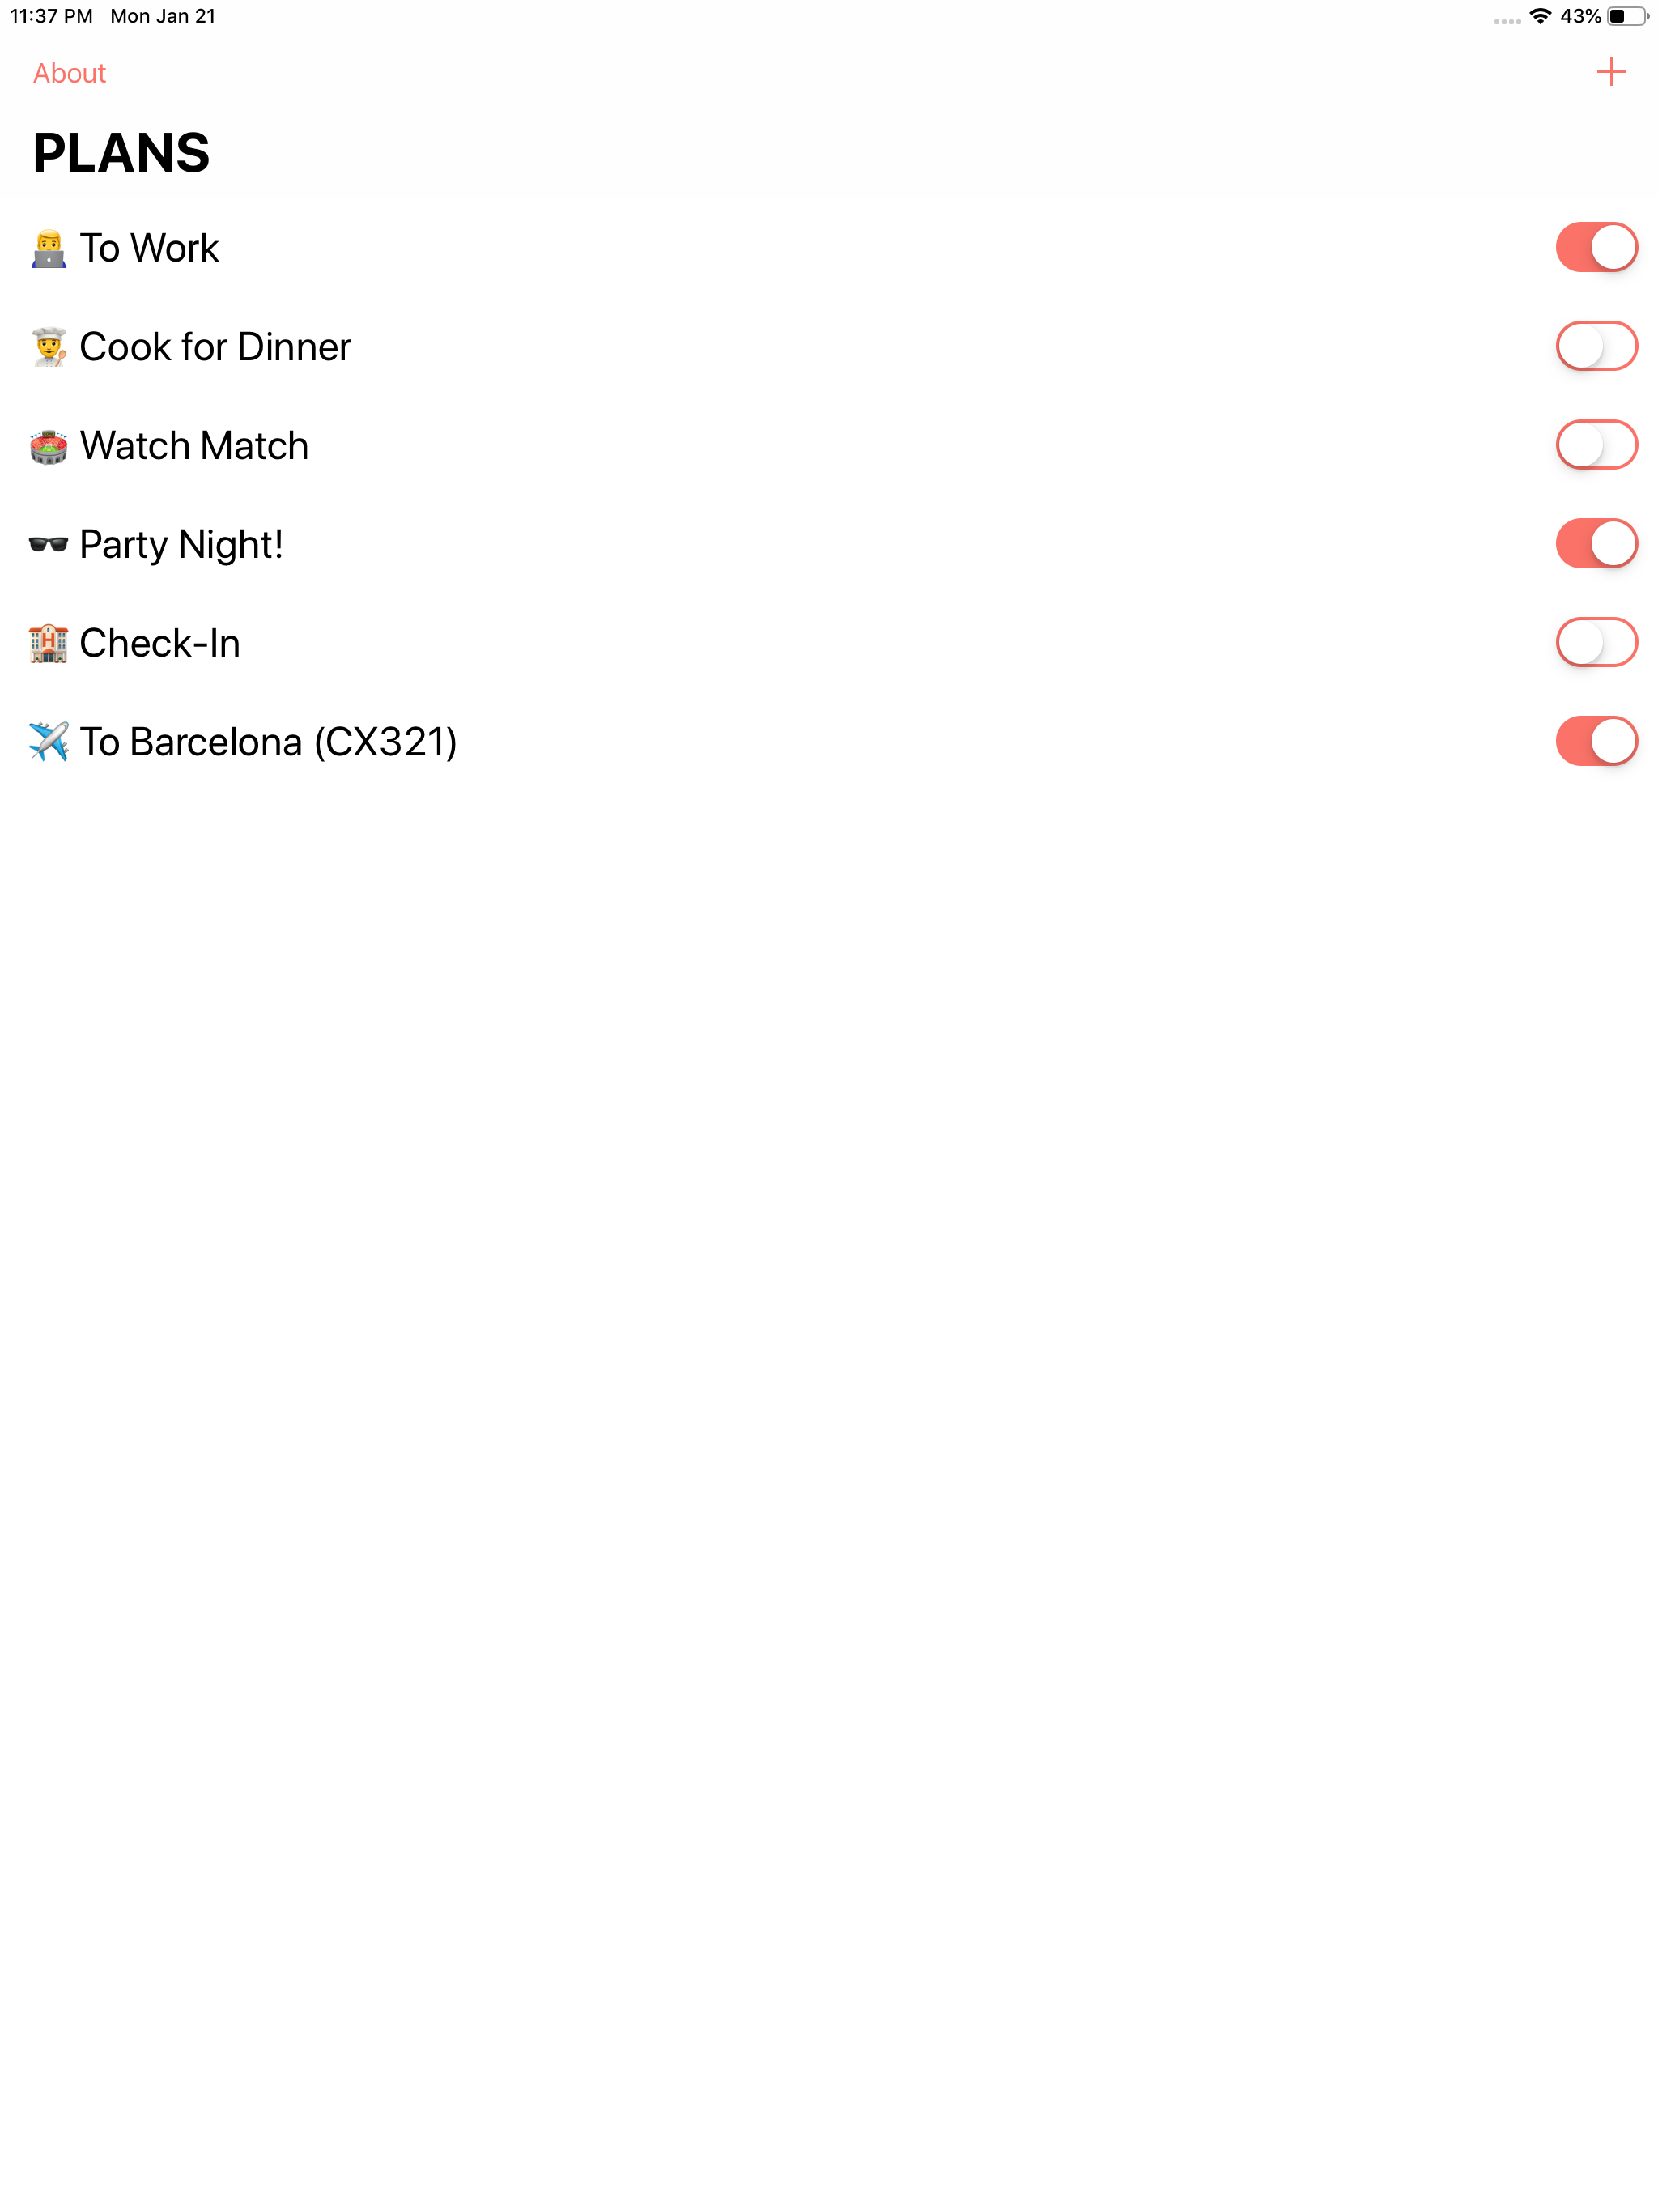 11:37 PM Mon Jan 21 43%
About
PLANS
To Work
Cook for Dinner
Watch Match
Party Night!
Check-In
To Barcelona (CX321)